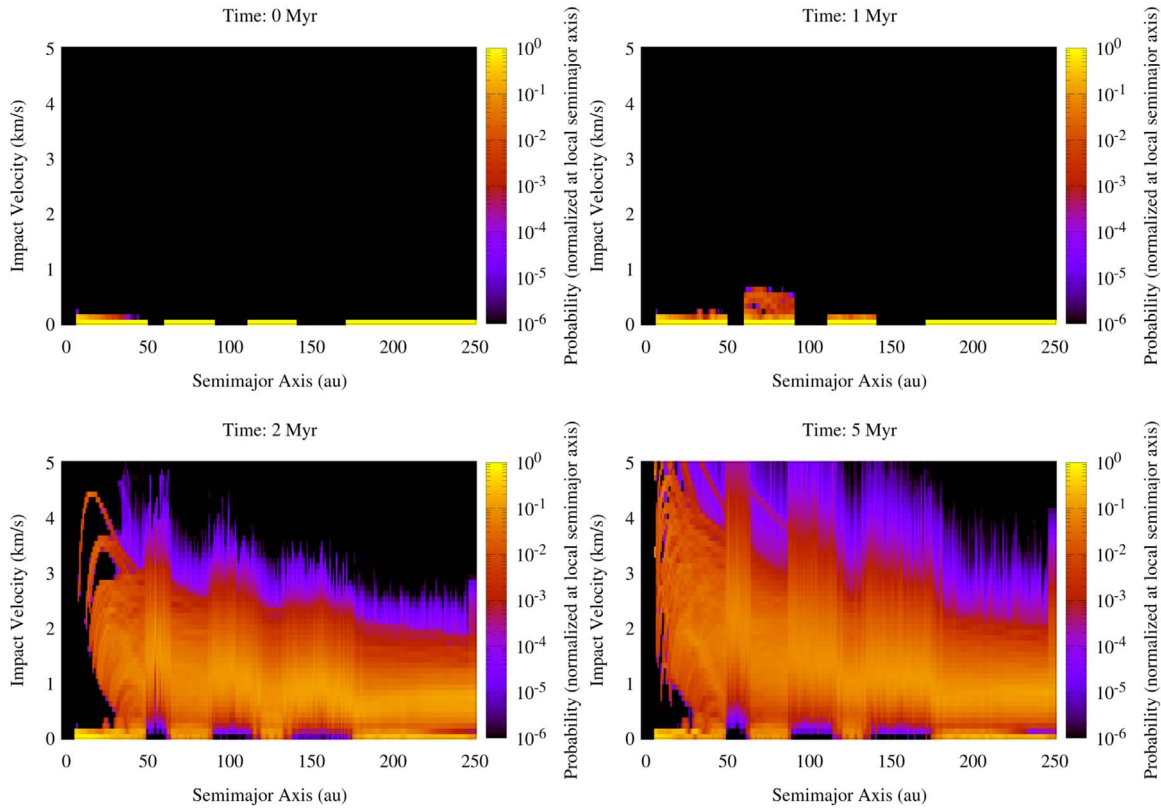 Time: 0 Myr
5
4
3
2
1
0
Impact Velocity (km/s)
0 50 100 150 200 250
Semimajor Axis (au)
10^0
10^-1
10^-2
10^-3
10^-4
10^-5
10^-6
Probability (normalized at local semimajor axis)
Time: 1 Myr
5
4
3
2
1
0
Impact Velocity (km/s)
0 50 100 150 200 250
Semimajor Axis (au)
10^0
10^-1
10^-2
10^-3
10^-4
10^-5
10^-6
Probability (normalized at local semimajor axis)
Time: 2 Myr
5
4
3
2
1
0
Impact Velocity (km/s)
0 50 100 150 200 250
Semimajor Axis (au)
10^0
10^-1
10^-2
10^-3
10^-4
10^-5
10^-6
Probability (normalized at local semimajor axis)
Time: 5 Myr
5
4
3
2
1
0
Impact Velocity (km/s)
0 50 100 150 200 250
Semimajor Axis (au)
10^0
10^-1
10^-2
10^-3
10^-4
10^-5
10^-6
Probability (normalized at local semimajor axis)